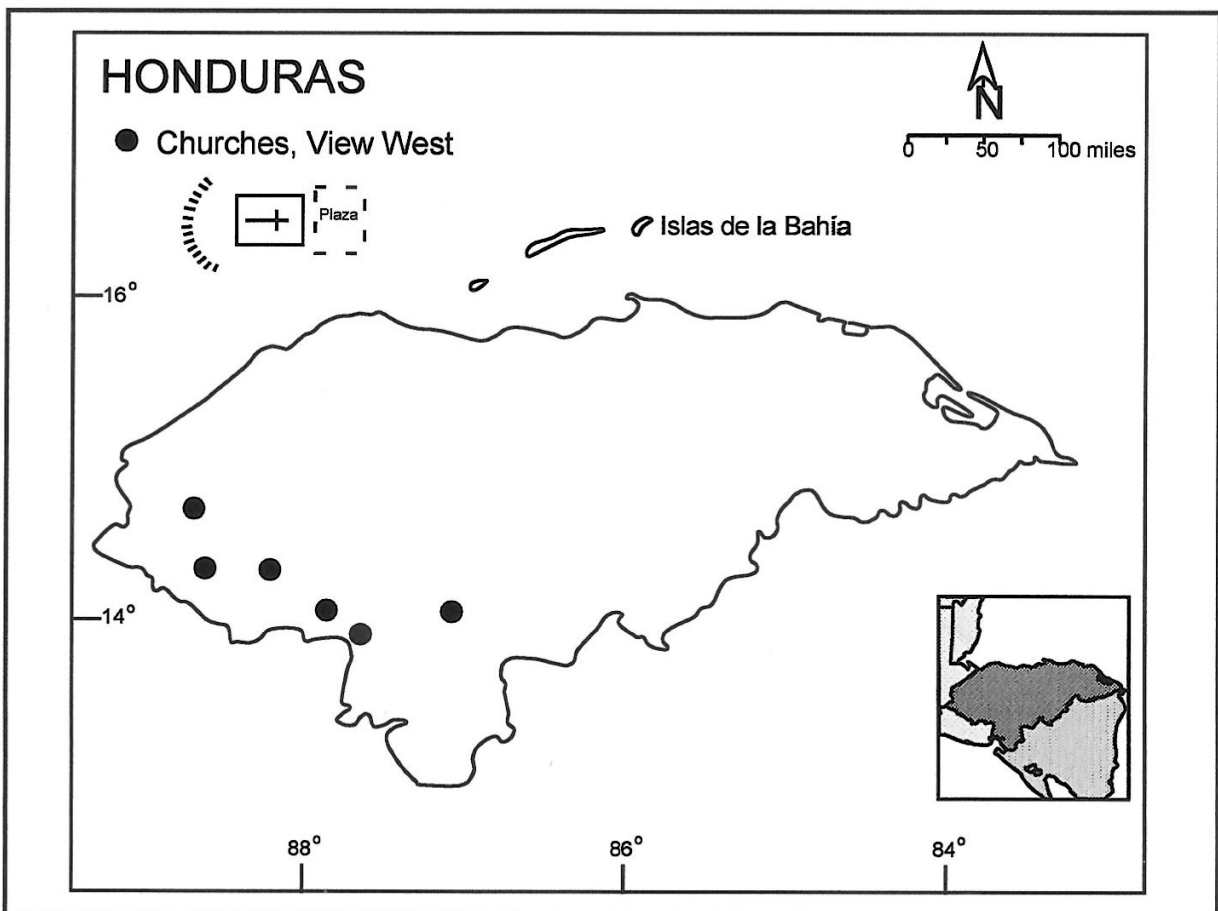 HONDURAS
Churches, View West
Plaza
N
0 50 100 miles
Islas de la Bahía
16°
14°
88°
86°
84°